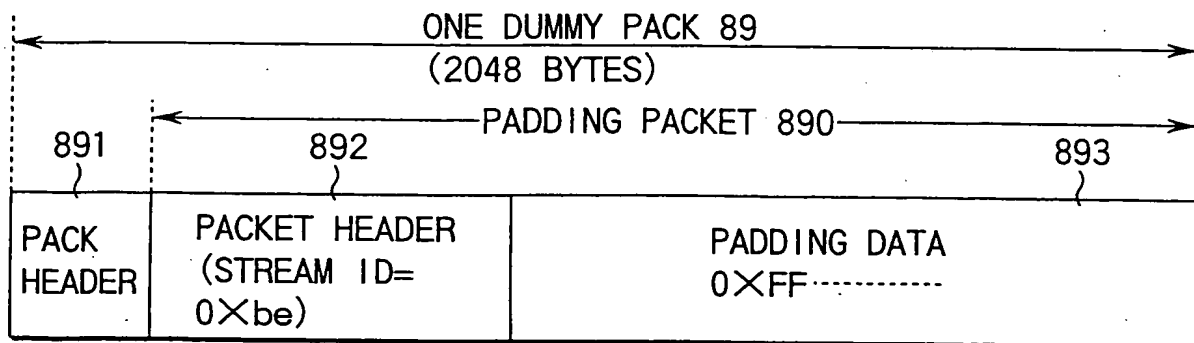 ONE DUMMY PACK 89
(2048 BYTES)
PADDING PACKET 890
891
892
893
PACK
HEADER
PACKET HEADER
(STREAM ID=
0×be)
PADDING DATA
0×FF------------